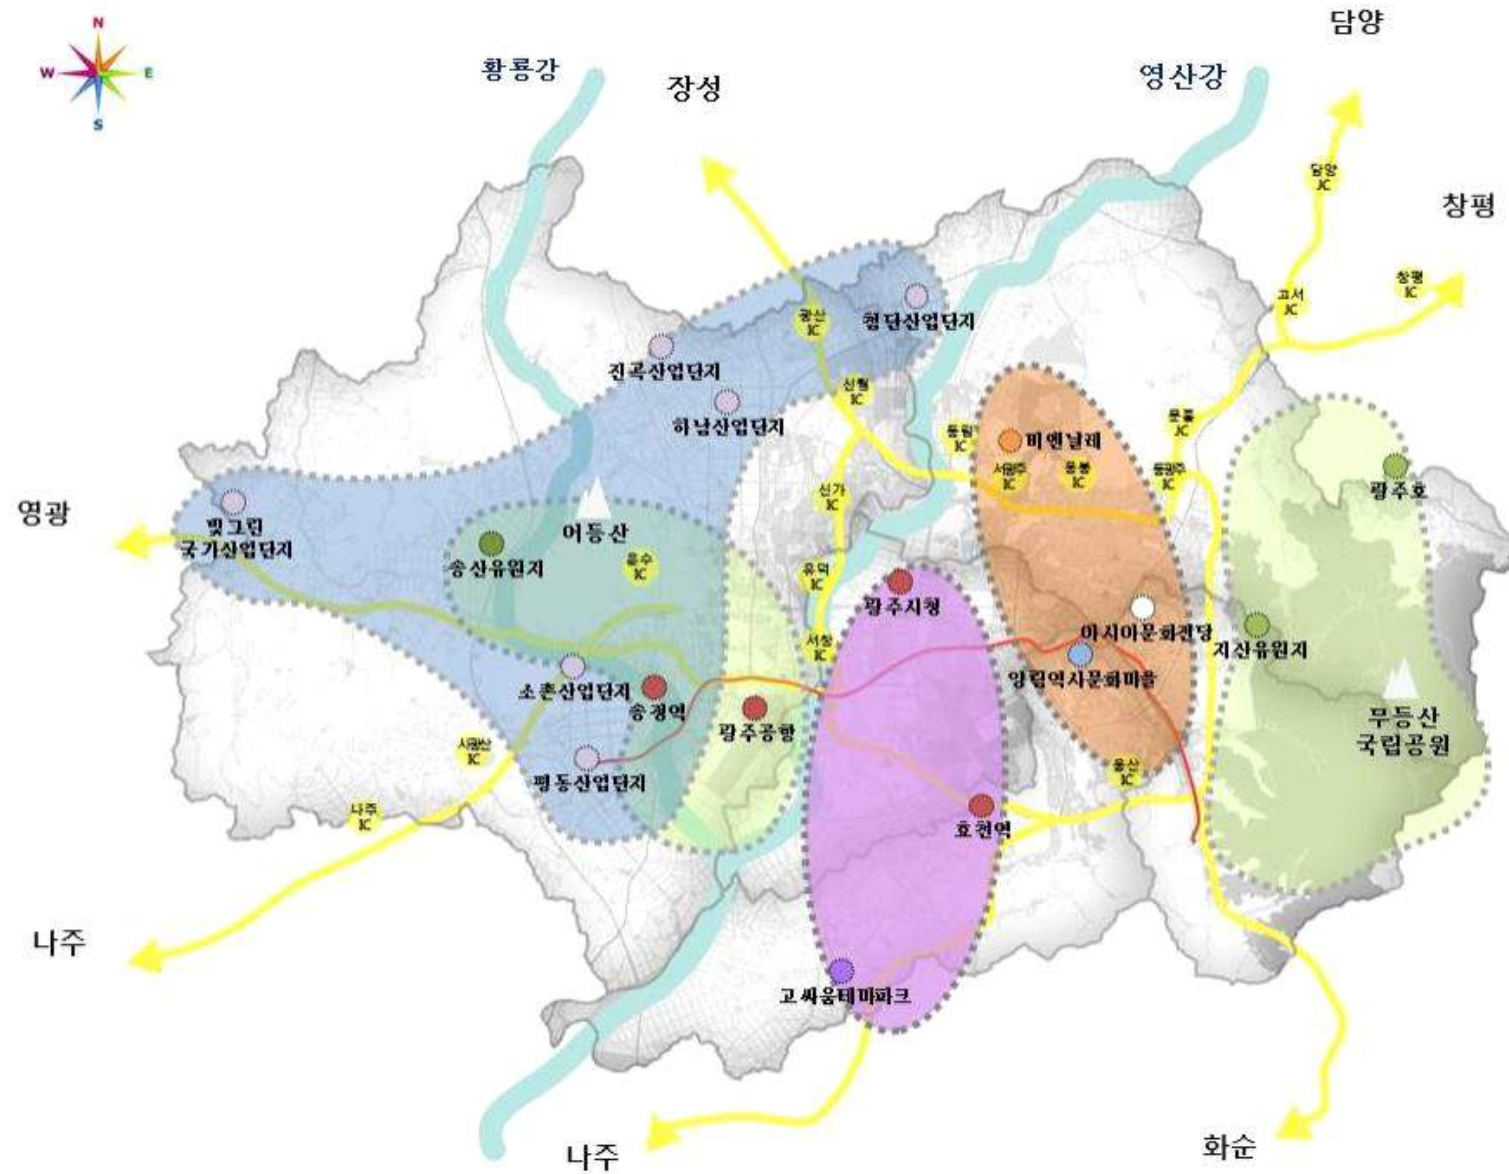 담양
N
황룡강
영산강
W
E
장성
S
담양
JC
창평
고서
JC
창평
IC
광산
IC
첨단산업단지
진곡산업단지
신월
IC
하남산업단지
문흥
IC
동림
IC
비엔날레
서광주
IC
용봉
IC
동광주
IC
광주호
신가
IC
영광
빛그린
국가산업단지
어등산
송산유원지
운수
IC
유덕
IC
광주시청
아시아문화전당
지산유원지
서창
IC
소촌산업단지
양림역사문화마을
송정역
광주공항
무등산
국립공원
서광산
IC
평동산업단지
나주
IC
효천역
나주
고싸움테마파크
화순
나주